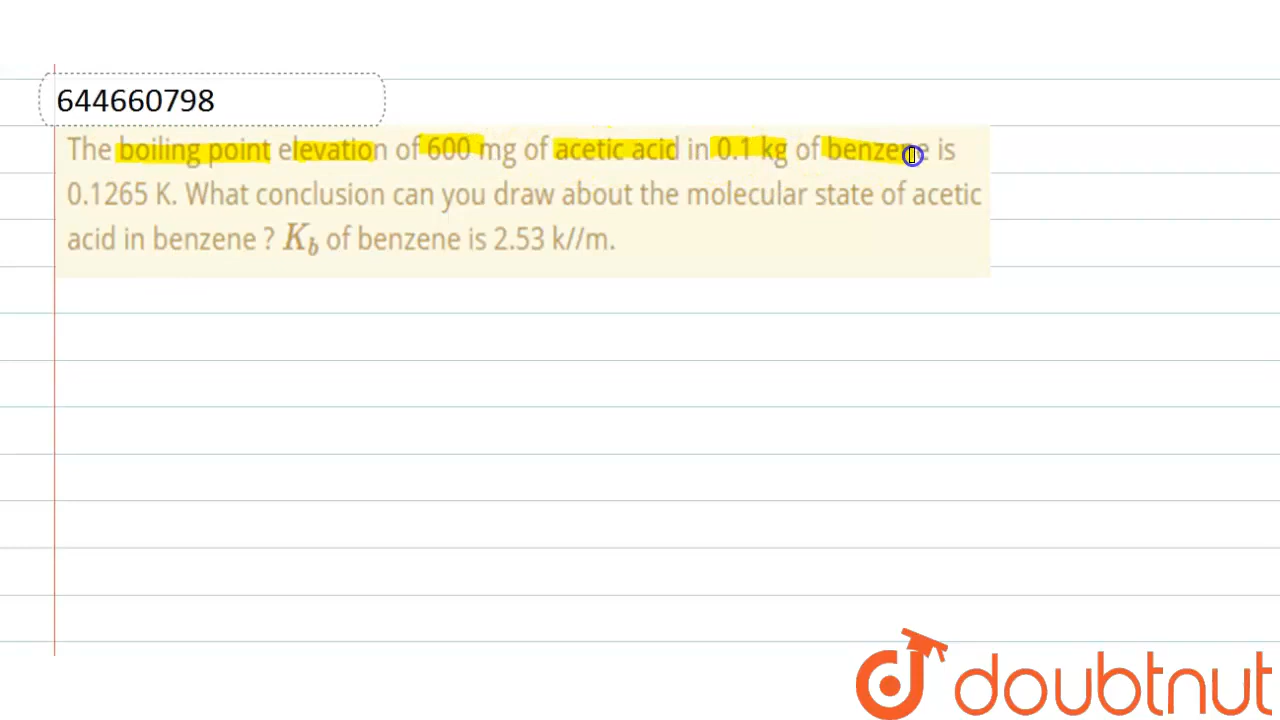 644660798
The boiling point elevation of 600 mg of acetic acid in 0.1 kg of benzene is
0.1265 K. What conclusion can you draw about the molecular state of acetic
acid in benzene ? K_b of benzene is 2.53 k//m.
doubtnut